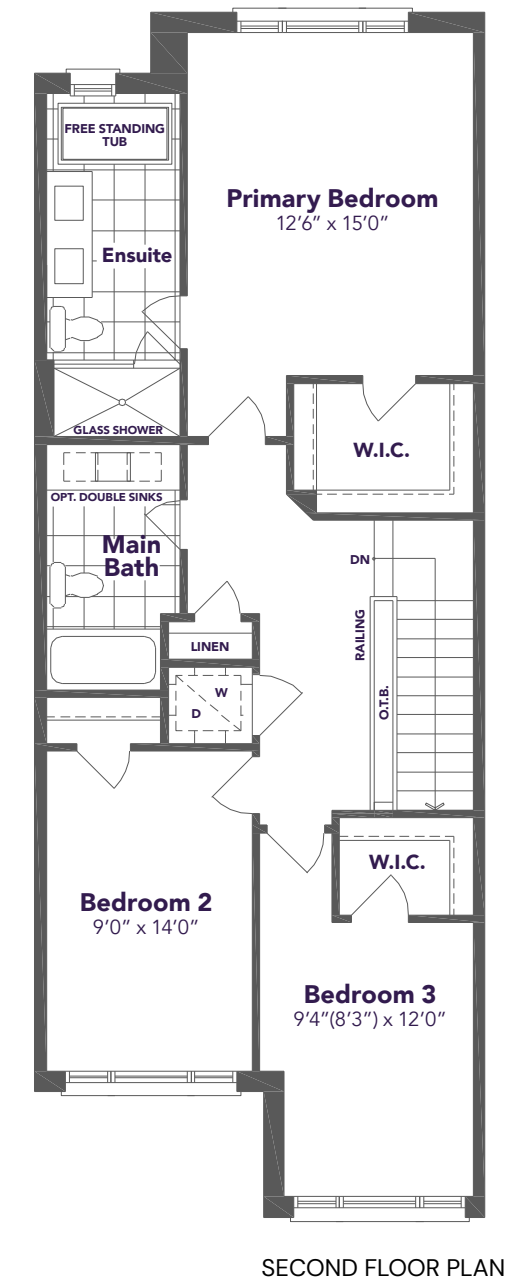 FREE STANDING
TUB
Primary Bedroom
12'6" x 15'0"
Ensuite
GLASS SHOWER
W.I.C.
OPT. DOUBLE SINKS
Main
Bath
DN
RAILING
LINEN
W
D
O.T.B.
W.I.C.
Bedroom 2
9'0" x 14'0"
Bedroom 3
9'4"(8'3") x 12'0"
SECOND FLOOR PLAN